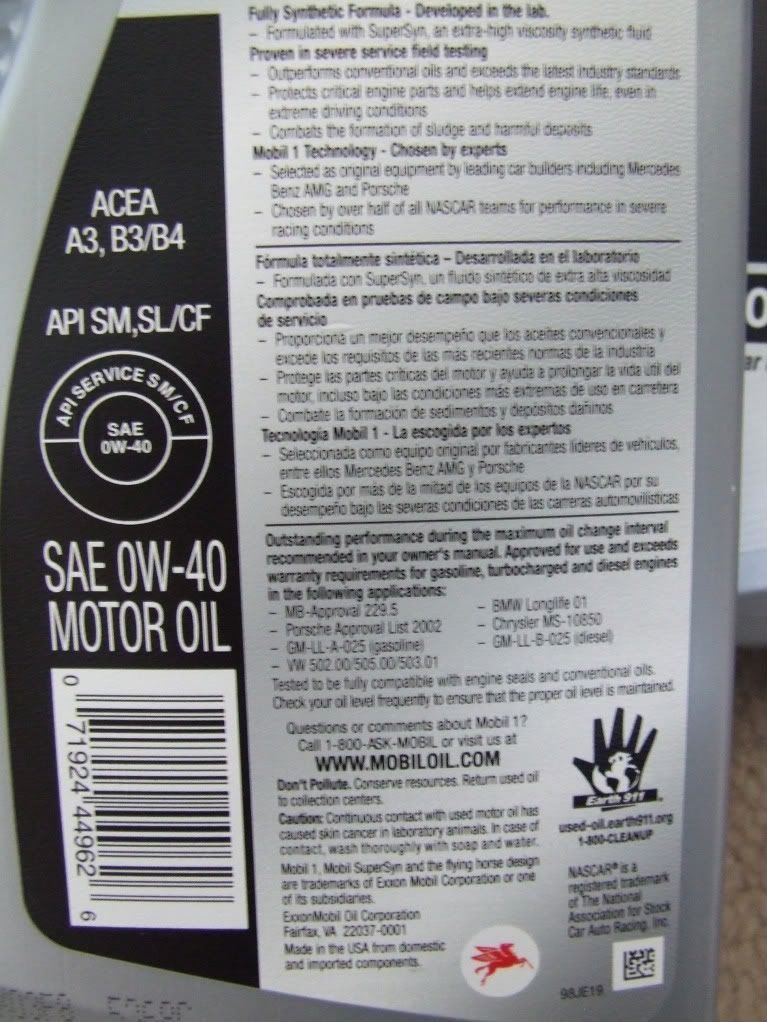 ACEA
A3, B3/B4
API SM,SL/CF
API SERVICE SM/CF
SAE
0W-40
SAE 0W-40
MOTOR OIL
0 71924 44962 6
Fully Synthetic Formula - Developed in the lab.
– Formulated with SuperSyn, an extra-high viscosity synthetic fluid
Proven in severe service field testing
– Outperforms conventional oils and exceeds the latest industry standards
– Protects critical engine parts and helps extend engine life, even in
extreme driving conditions
– Combats the formation of sludge and harmful deposits
Mobil 1 Technology - Chosen by experts
– Selected as original equipment by leading car builders including Mercedes
Benz AMG and Porsche
– Chosen by over half of all NASCAR teams for performance in severe
racing conditions
Fórmula totalmente sintética – Desarrollada en el laboratorio
– Formulada con SuperSyn, un fluido sintético de extra alta viscosidad
Comprobada en pruebas de campo bajo severas condiciones
de servicio
– Proporciona un mejor desempeño que los aceites convencionales y
excede los requisitos de las más recientes normas de la industria
– Protege las partes críticas del motor y ayuda a prolongar la vida útil del
motor, incluso bajo las condiciones más extremas de uso en carretera
– Combate la formación de sedimentos y depósitos dañinos
Tecnología Mobil 1 - La escogida por los expertos
– Seleccionada como equipo original por fabricantes líderes de vehículos,
entre ellos Mercedes Benz AMG y Porsche
– Escogida por más de la mitad de los equipos de la NASCAR por su
desempeño bajo las severas condiciones de las carreras automovilísticas
Outstanding performance during the maximum oil change interval
recommended in your owner's manual. Approved for use and exceeds
warranty requirements for gasoline, turbocharged and diesel engines
in the following applications:
– MB-Approval 229.5
– Porsche Approval List 2002
– GM-LL-A-025 (gasoline)
– VW 502.00/505.00/503.01
– BMW Longlife 01
– Chrysler MS-10850
– GM-LL-B-025 (diesel)
Tested to be fully compatible with engine seals and conventional oils.
Check your oil level frequently to ensure that the proper oil level is maintained.
Questions or comments about Mobil 1?
Call 1-800-ASK-MOBIL or visit us at
WWW.MOBILOIL.COM
Don't Pollute. Conserve resources. Return used oil
to collection centers.
Caution: Continuous contact with used motor oil has
caused skin cancer in laboratory animals. In case of
contact, wash thoroughly with soap and water.
Mobil 1, Mobil SuperSyn and the flying horse design
are trademarks of Exxon Mobil Corporation or one
of its subsidiaries.
ExxonMobil Oil Corporation
Fairfax, VA 22037-0001
Made in the USA from domestic
and imported components.
Earth 911
used-oil.earth911.org
1-800-CLEANUP
NASCAR® is a
registered trademark
of The National
Association for Stock
Car Auto Racing, Inc.
98JE19